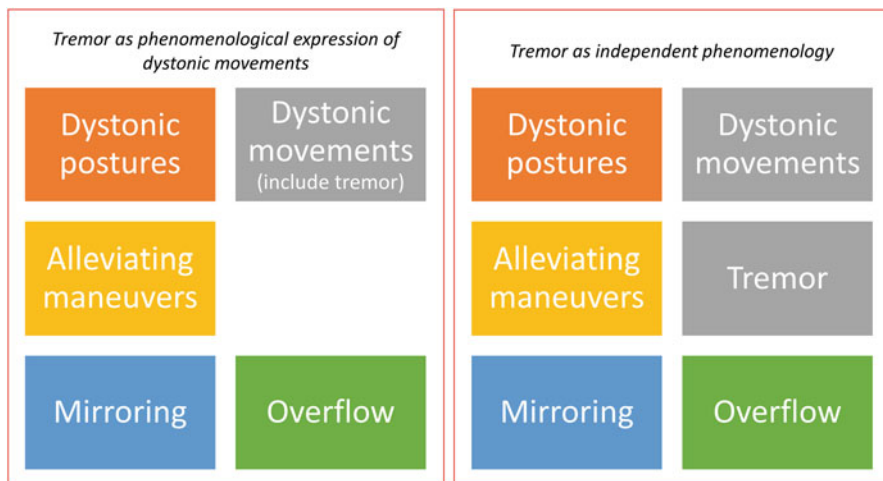 Tremor as phenomenological expression of
dystonic movements
Dystonic
postures
Dystonic
movements
(include tremor)
Alleviating
maneuvers
Mirroring
Overflow
Tremor as independent phenomenology
Dystonic
postures
Dystonic
movements
Alleviating
maneuvers
Tremor
Mirroring
Overflow